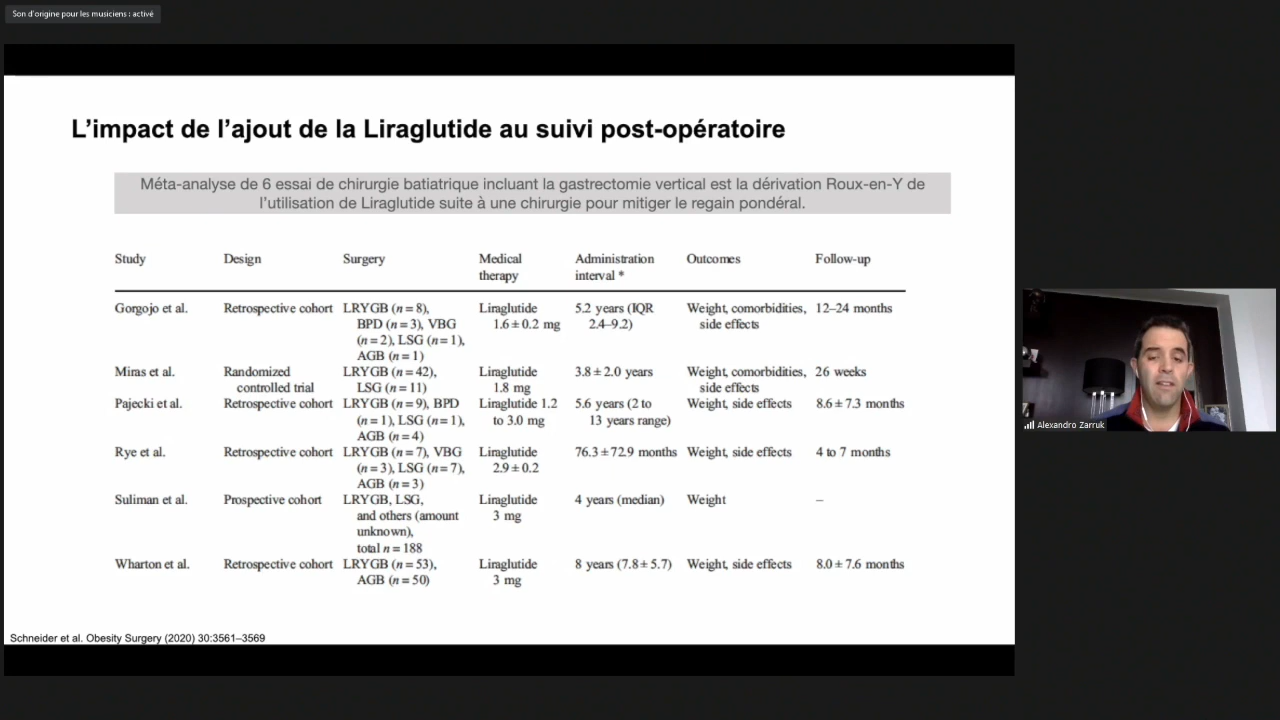 Son d'origine pour les musiciens : activé
L'impact de l'ajout de la Liraglutide au suivi post-opératoire
Méta-analyse de 6 essai de chirurgie batiatrique incluant la gastrectomie vertical est la dérivation Roux-en-Y de
l'utilisation de Liraglutide suite à une chirurgie pour mitiger le regain pondéral.
Study Design Surgery Medical Administration Outcomes Follow-up
therapy interval *
Gorgojo et al. Retrospective cohort LRYGB (n = 8), Liraglutide 5.2 years (IQR Weight, comorbidities, 12–24 months
BPD (n = 3), VBG 1.6 ± 0.2 mg 2.4–9.2) side effects
(n = 2), LSG (n = 1),
AGB (n = 1)
Miras et al. Randomized LRYGB (n = 42), Liraglutide 3.8 ± 2.0 years Weight, comorbidities, 26 weeks
controlled trial LSG (n = 11) 1.8 mg side effects
Pajecki et al. Retrospective cohort LRYGB (n = 9), BPD Liraglutide 1.2 5.6 years (2 to Weight, side effects 8.6 ± 7.3 months
(n = 1), LSG (n = 1), to 3.0 mg 13 years range)
AGB (n = 4)
Rye et al. Retrospective cohort LRYGB (n = 7), VBG Liraglutide 76.3 ± 72.9 months Weight, side effects 4 to 7 months
(n = 3), LSG (n = 7), 2.9 ± 0.2
AGB (n = 3)
Suliman et al. Prospective cohort LRYGB, LSG, Liraglutide 4 years (median) Weight –
and others (amount 3 mg
unknown),
total n = 188
Wharton et al. Retrospective cohort LRYGB (n = 53), Liraglutide 8 years (7.8 ± 5.7) Weight, side effects 8.0 ± 7.6 months
AGB (n = 50) 3 mg
Schneider et al. Obesity Surgery (2020) 30:3561–3569
Alexandro Zarruk